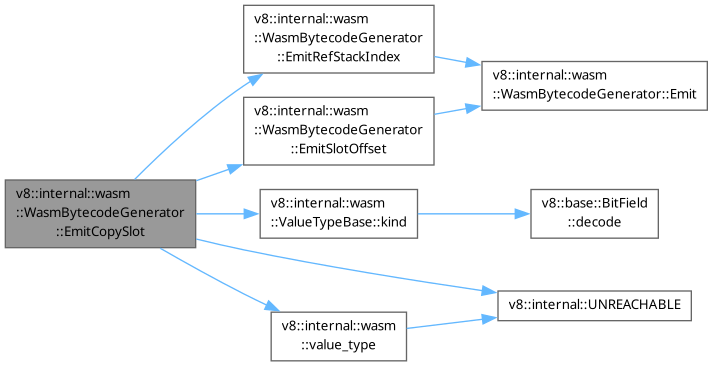 v8::internal::wasm
::WasmBytecodeGenerator
::EmitCopySlot
v8::internal::wasm
::WasmBytecodeGenerator
::EmitRefStackIndex
v8::internal::wasm
::WasmBytecodeGenerator::Emit
v8::internal::wasm
::WasmBytecodeGenerator
::EmitSlotOffset
v8::internal::wasm
::ValueTypeBase::kind
v8::base::BitField
::decode
v8::internal::UNREACHABLE
v8::internal::wasm
::value_type